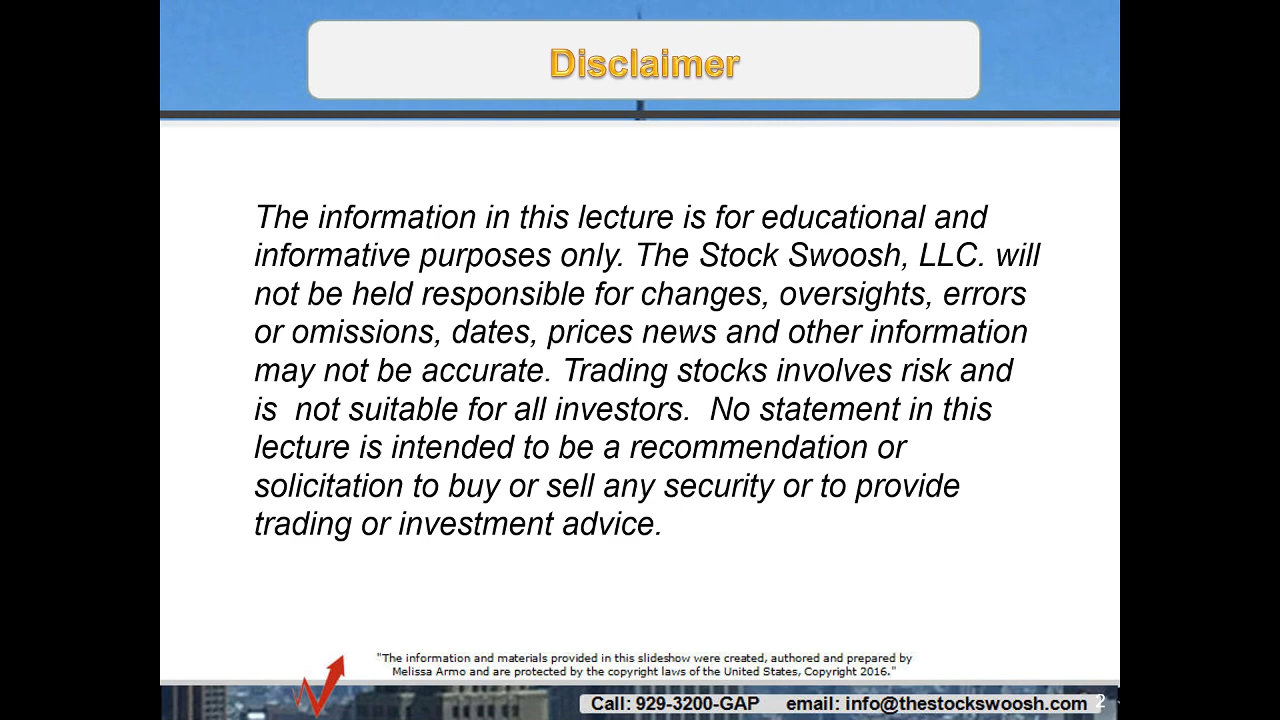 Disclaimer
The information in this lecture is for educational and
informative purposes only. The Stock Swoosh, LLC. will
not be held responsible for changes, oversights, errors
or omissions, dates, prices news and other information
may not be accurate. Trading stocks involves risk and
is  not suitable for all investors.  No statement in this
lecture is intended to be a recommendation or
solicitation to buy or sell any security or to provide
trading or investment advice.
"The information and materials provided in this slideshow were created, authored and prepared by
Melissa Armo and are protected by the copyright laws of the United States, Copyright 2016."
Call: 929-3200-GAP     email: info@thestockswoosh.com 2